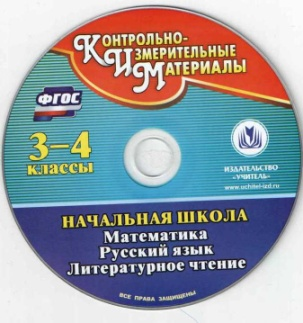 Контрольно-
Измерительные
Материалы
ФГОС
3–4
классы
ИЗДАТЕЛЬСТВО
«УЧИТЕЛЬ»
www.uchitel-izd.ru
НАЧАЛЬНАЯ ШКОЛА
Математика
Русский язык
Литературное чтение
ВСЕ ПРАВА ЗАЩИЩЕНЫ